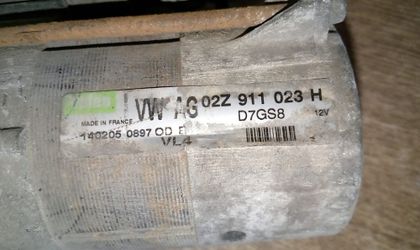 VW AG 02Z 911 023 H
MADE IN FRANCE D7GS8 12V
140205 0897 OD
VL4